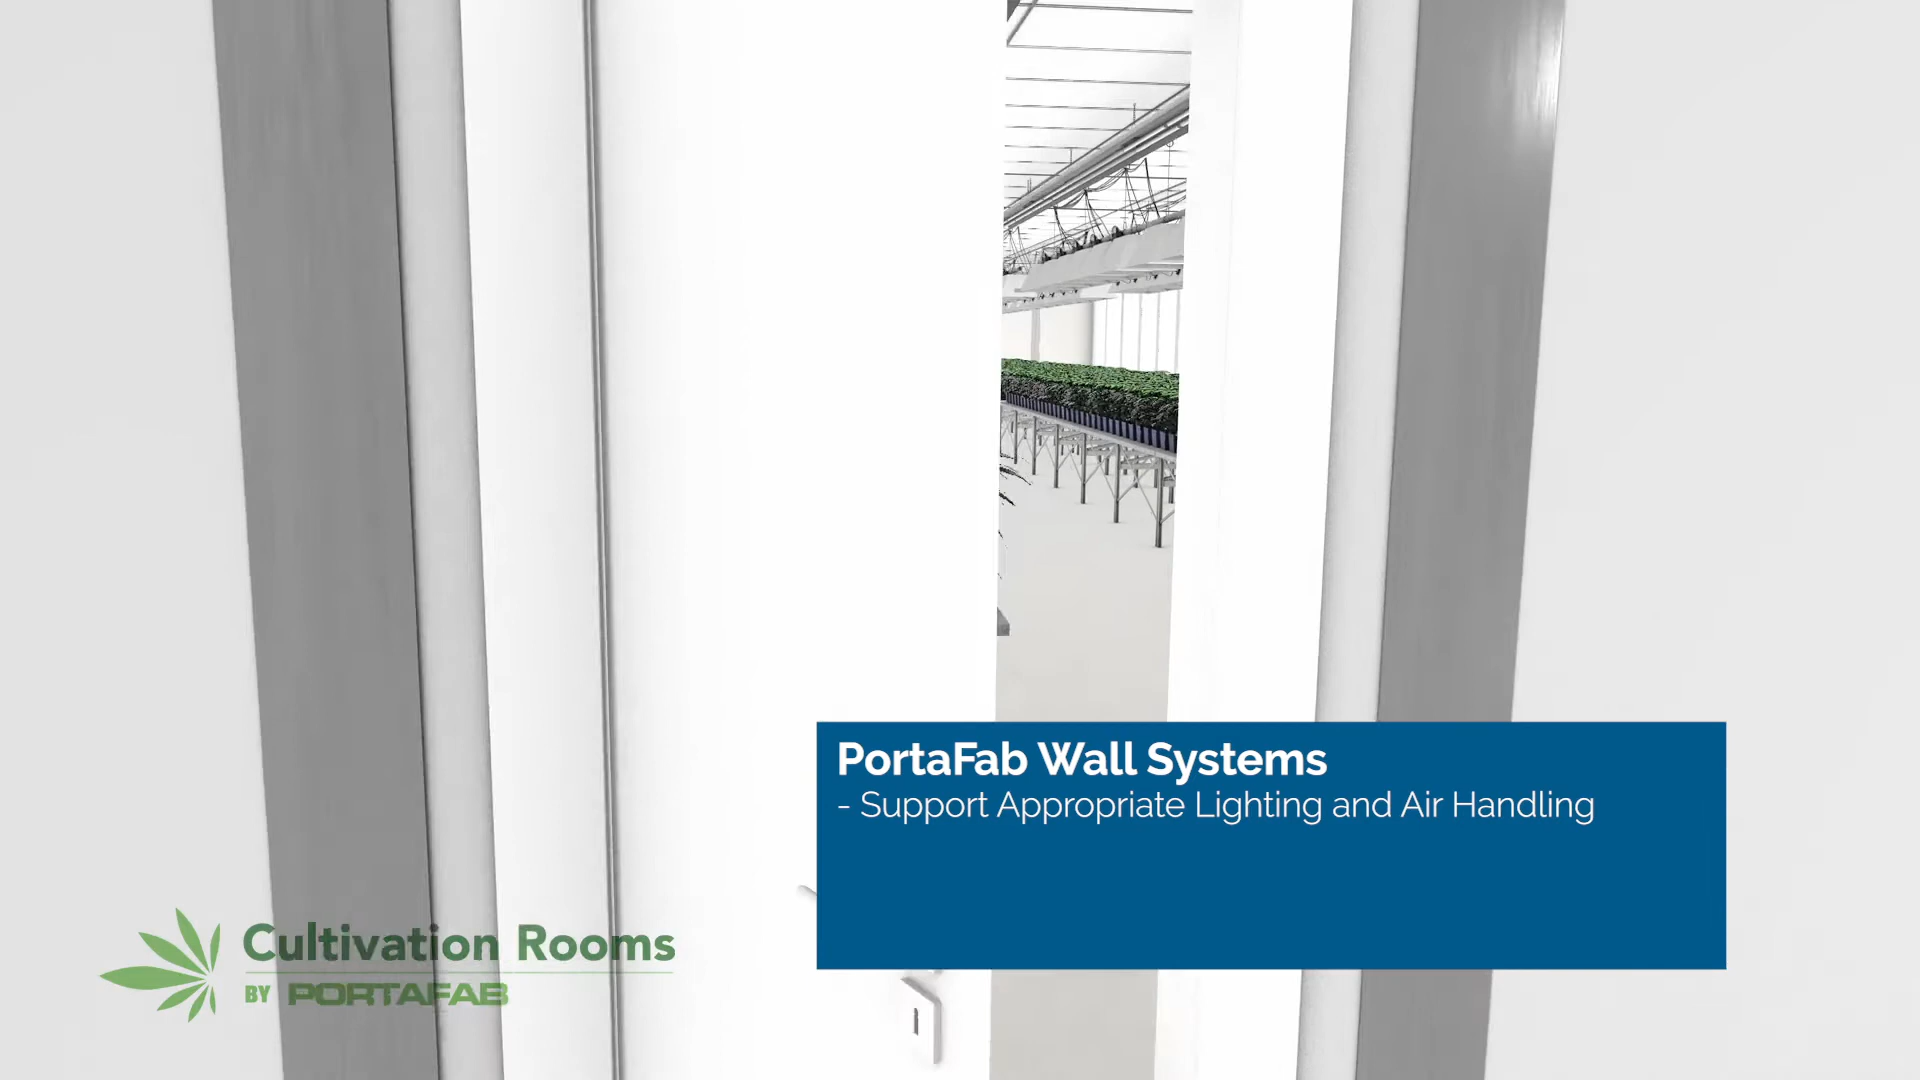 PortaFab Wall Systems
- Support Appropriate Lighting and Air Handling
Cultivation Rooms
BY PORTAFAB